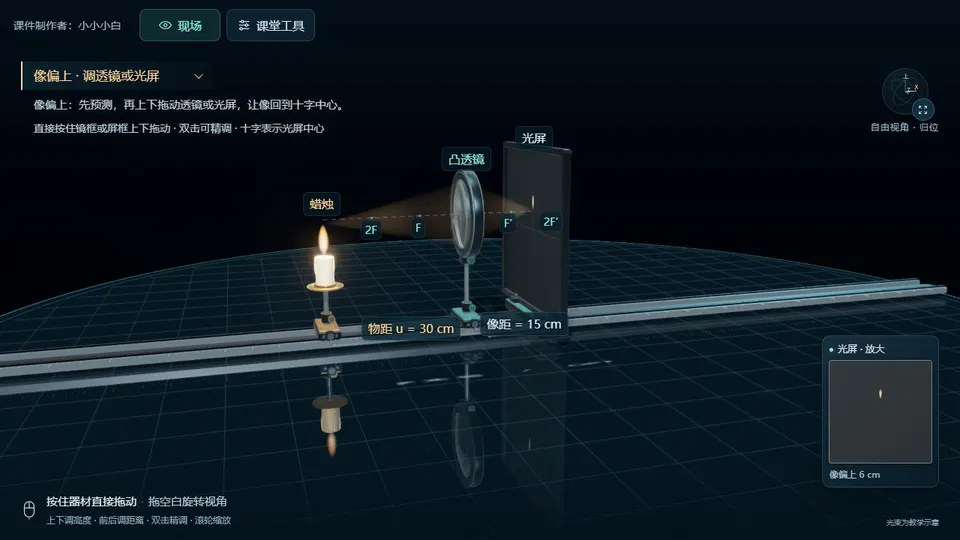 课件制作者：小小小白
现场
课堂工具
像偏上 · 调透镜或光屏
像偏上：先预测，再上下拖动透镜或光屏，让像回到十字中心。
直接按住镜框或屏框上下拖动 · 双击可精调 · 十字表示光屏中心
X
自由视角 · 归位
光屏
凸透镜
蜡烛
2F
F
F'
2F'
物距 u = 30 cm
像距 = 15 cm
光屏 · 放大
像偏上 6 cm
按住器材直接拖动 · 拖空白旋转视角
上下调高度 · 前后调距离 · 双击精调 · 滚轮缩放
光束为教学示意